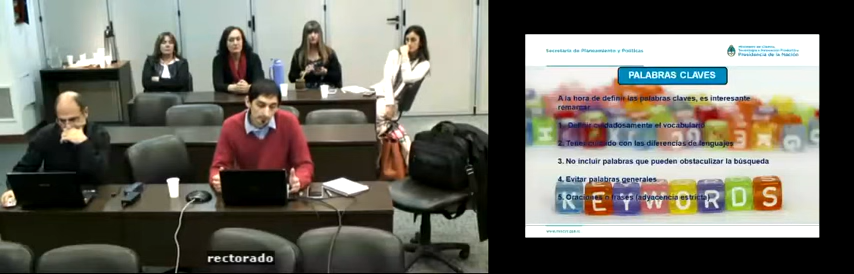 Secretaría de Planeamiento y Políticas
Presidencia de la Nación
PALABRAS CLAVES
A la hora de definir las palabras claves, es interesante
remarcar:
1. Definir cuidadosamente el vocabulario
2. Tener cuidado con las diferencias de lenguajes
3. No incluir palabras que pueden obstaculizar la búsqueda
4. Evitar palabras generales
5. Oraciones o frases (adyacencia estricta)
KEYWORDS
rectorado